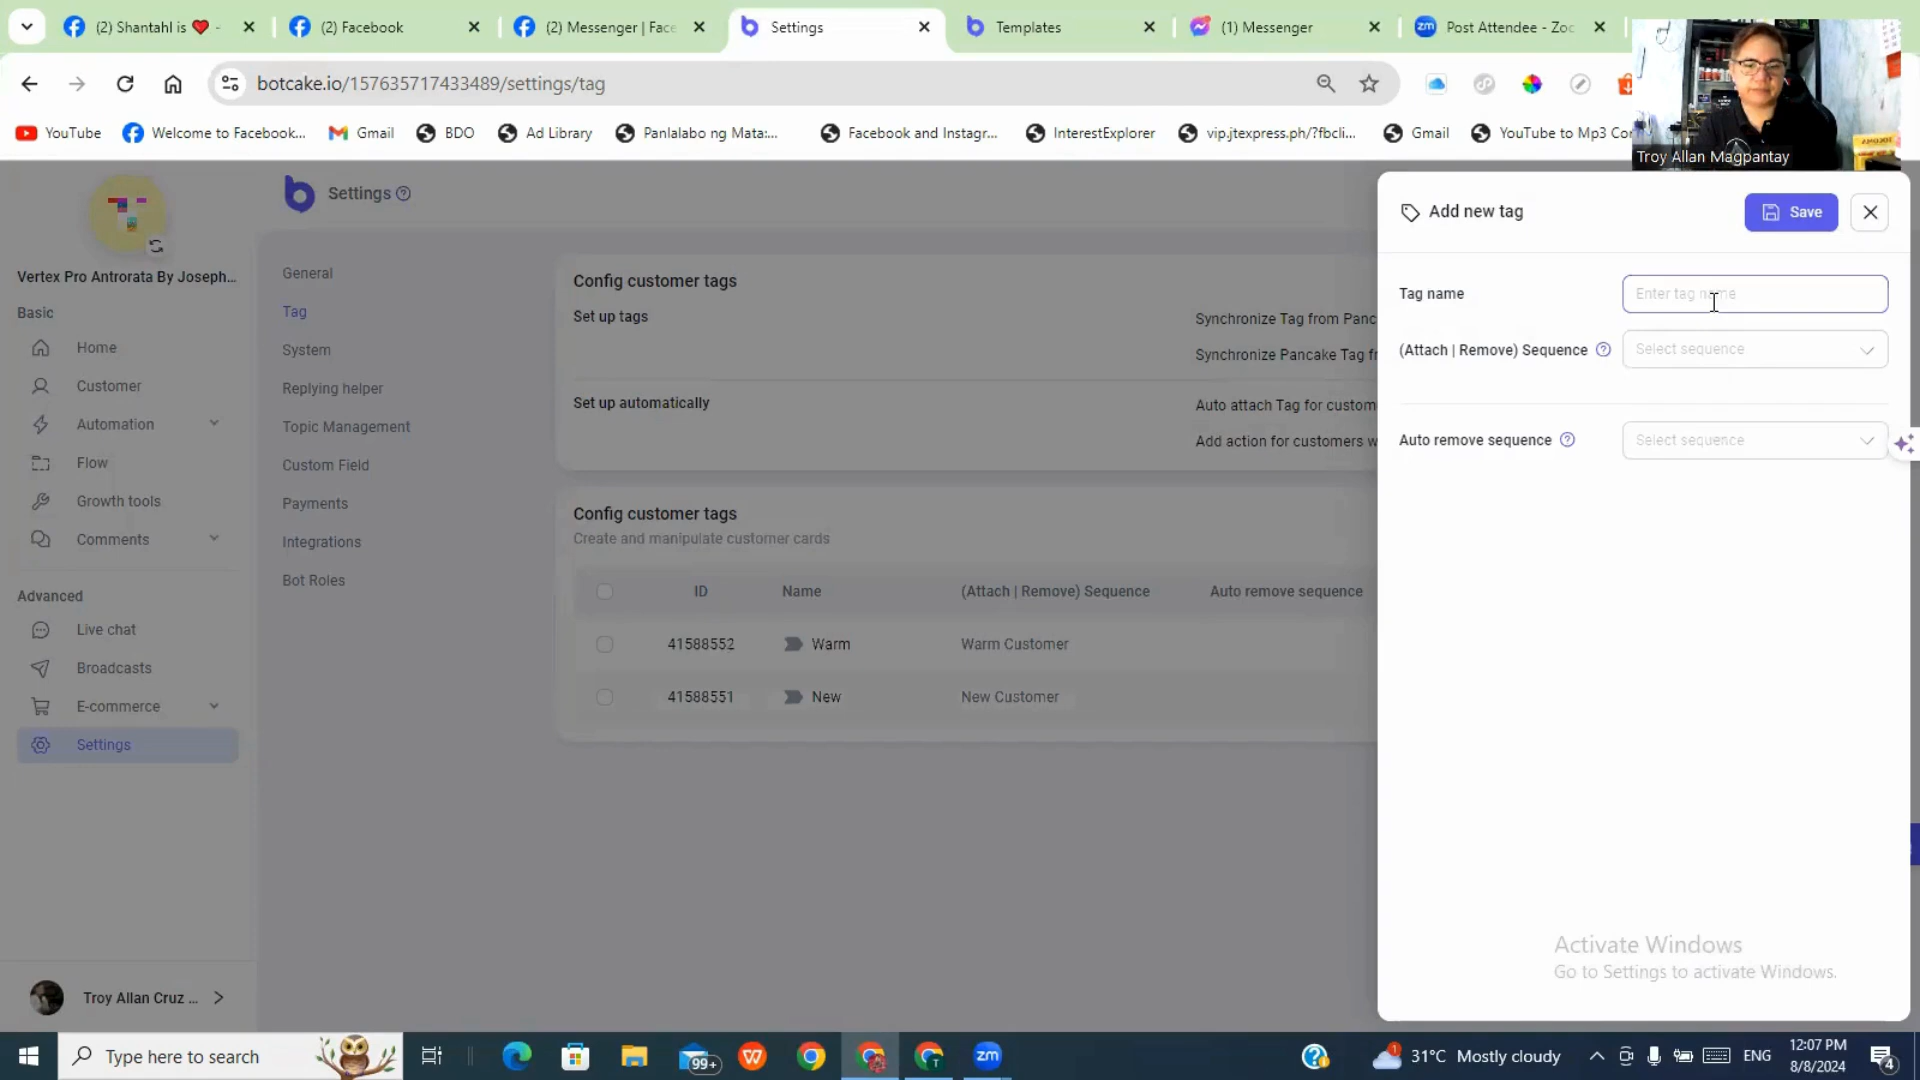 (2) Shantahl is ❤️ -
(2) Facebook
(2) Messenger | Face
Settings
Templates
(1) Messenger
Post Attendee - Zoo
botcake.io/157635717433489/settings/tag
YouTube
Welcome to Facebook...
Gmail
BDO
Ad Library
Panlalabo ng Mata:...
Facebook and Instagr...
InterestExplorer
vip.jtexpress.ph/?fbcli...
Gmail
YouTube to Mp3 Con
Troy Allan Magpantay
Vertex Pro Antrorata By Joseph...
Basic
Home
Customer
Automation
Flow
Growth tools
Comments
Advanced
Live chat
Broadcasts
E-commerce
Settings
Troy Allan Cruz ...
Settings
General
Tag
System
Replying helper
Topic Management
Custom Field
Payments
Integrations
Bot Roles
Config customer tags
Set up tags
Synchronize Tag from Panc
Synchronize Pancake Tag fr
Set up automatically
Auto attach Tag for custom
Add action for customers w
Config customer tags
Create and manipulate customer cards
ID Name (Attach | Remove) Sequence Auto remove sequence
41588552 Warm Warm Customer
41588551 New New Customer
Add new tag
Save
Tag name
Enter tag name
(Attach | Remove) Sequence
Select sequence
Auto remove sequence
Select sequence
Activate Windows
Go to Settings to activate Windows.
Type here to search
99+
zm
31°C Mostly cloudy
ENG
12:07 PM
8/8/2024
4